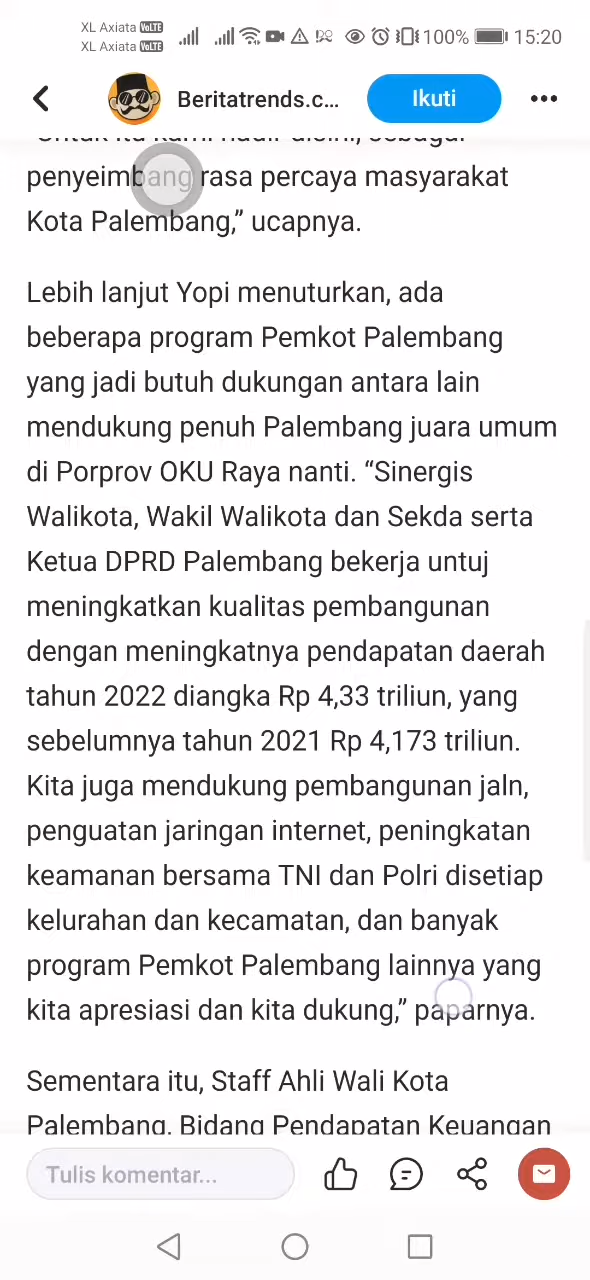 XL Axiata VoLTE
XL Axiata VoLTE
100% 15:20
Beritatrends.c...
Ikuti
penyeimbang rasa percaya masyarakat
Kota Palembang,” ucapnya.
Lebih lanjut Yopi menuturkan, ada
beberapa program Pemkot Palembang
yang jadi butuh dukungan antara lain
mendukung penuh Palembang juara umum
di Porprov OKU Raya nanti. “Sinergis
Walikota, Wakil Walikota dan Sekda serta
Ketua DPRD Palembang bekerja untuj
meningkatkan kualitas pembangunan
dengan meningkatnya pendapatan daerah
tahun 2022 diangka Rp 4,33 triliun, yang
sebelumnya tahun 2021 Rp 4,173 triliun.
Kita juga mendukung pembangunan jaln,
penguatan jaringan internet, peningkatan
keamanan bersama TNI dan Polri disetiap
kelurahan dan kecamatan, dan banyak
program Pemkot Palembang lainnya yang
kita apresiasi dan kita dukung,” paparnya.
Sementara itu, Staff Ahli Wali Kota
Palembang, Bidang Pendapatan Keuangan
Tulis komentar...